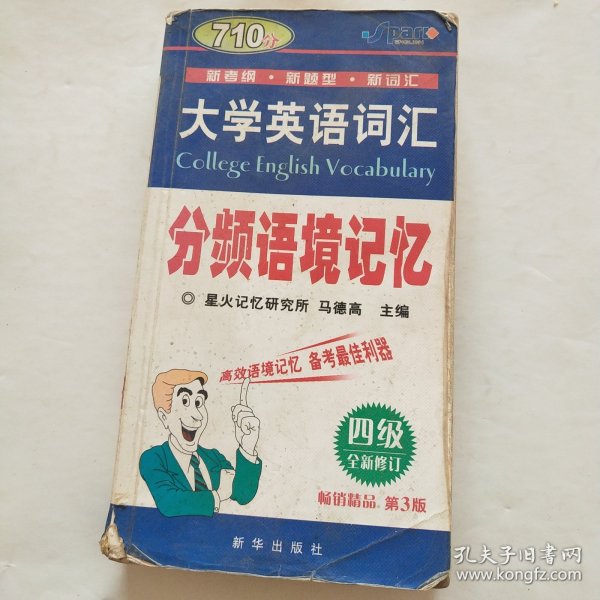 710分
Spark
ENGLISH
新考纲·新题型·新词汇
大学英语词汇
College English Vocabulary
分频语境记忆
◎ 星火记忆研究所 马德高 主编
高效语境记忆 备考最佳利器
四级
全新修订
畅销精品 第3版
新华出版社
孔夫子旧书网
www.kongfz.com